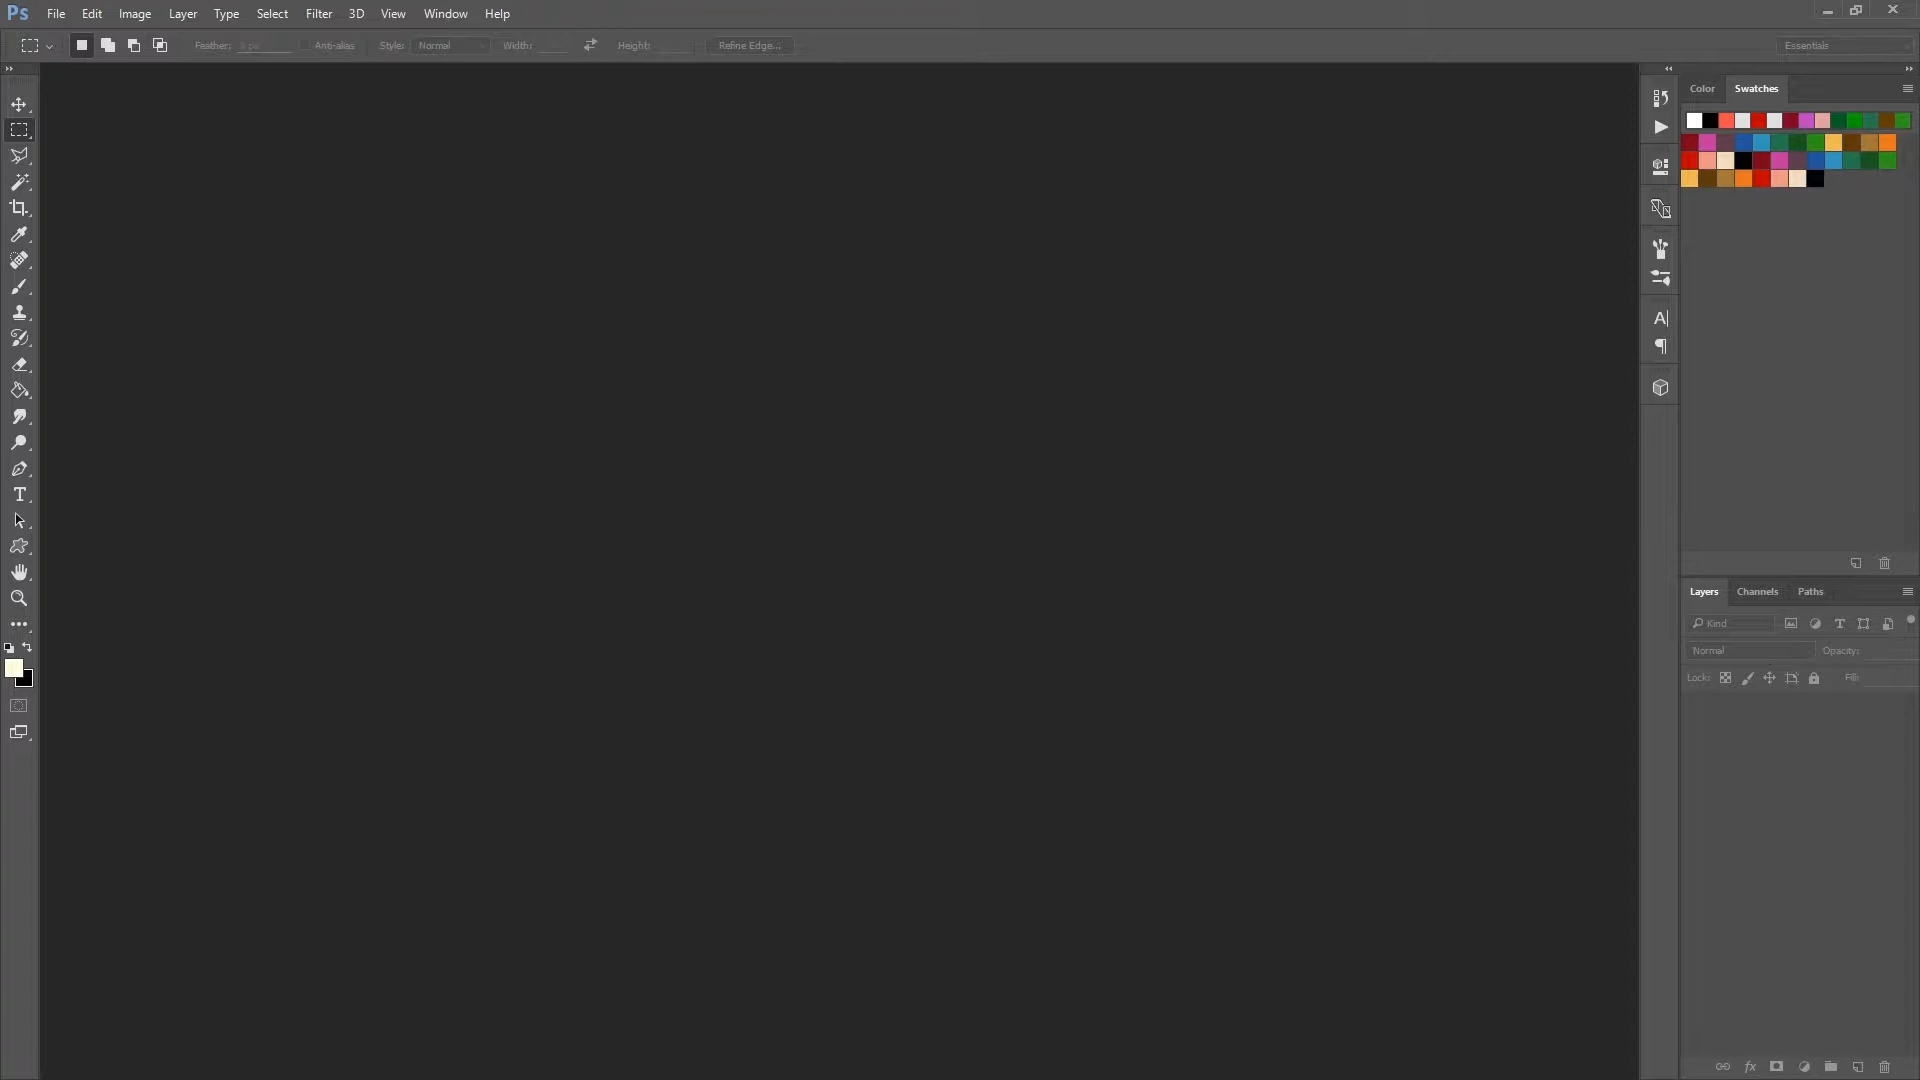 Ps File Edit Image Layer Type Select Filter 3D View Window Help
Feather: Anti-alias Style: Normal Width: Height: Refine Edge... Essentials
Color Swatches
Layers Channels Paths
Kind
Normal Opacity:
Lock: Fill: